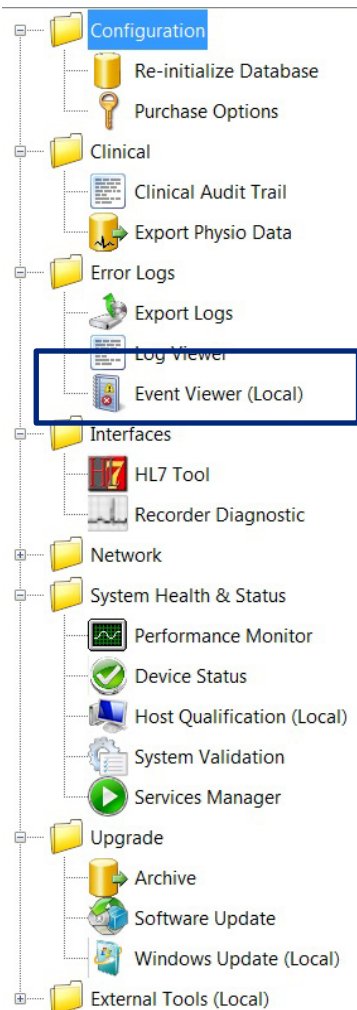 Configuration
Re-initialize Database
Purchase Options
Clinical
Clinical Audit Trail
Export Physio Data
Error Logs
Export Logs
Log Viewer
Event Viewer (Local)
Interfaces
HL7 Tool
Recorder Diagnostic
Network
System Health & Status
Performance Monitor
Device Status
Host Qualification (Local)
System Validation
Services Manager
Upgrade
Archive
Software Update
Windows Update (Local)
External Tools (Local)